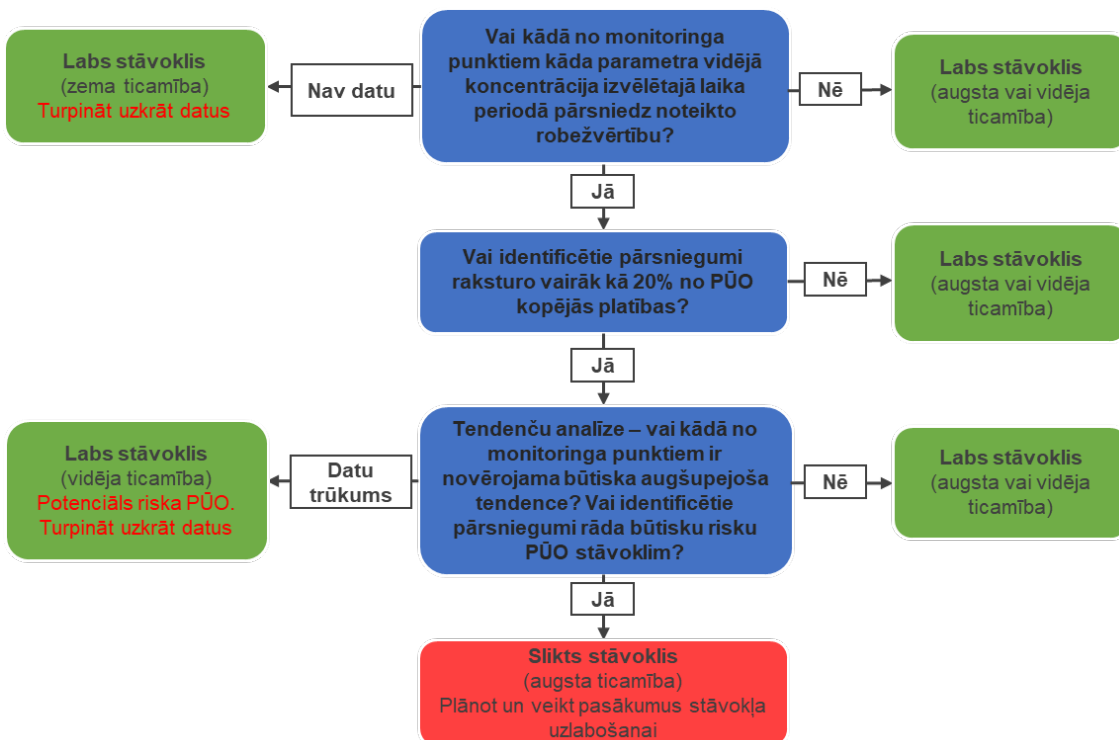 Labs stāvoklis
(zema ticamība)
Turpināt uzkrāt datus
Nav datu
Vai kādā no monitoringa
punktiem kāda parametra vidējā
koncentrācija izvēlētajā laika
periodā pārsniedz noteikto
robežvērtību?
Nē
Labs stāvoklis
(augsta vai vidēja
ticamība)
Jā
Vai identificētie pārsniegumi
raksturo vairāk kā 20% no PŪO
kopējās platības?
Nē
Labs stāvoklis
(augsta vai vidēja
ticamība)
Jā
Labs stāvoklis
(vidēja ticamība)
Potenciāls riska PŪO.
Turpināt uzkrāt datus
Datu
trūkums
Tendenču analīze – vai kādā no
monitoringa punktiem ir
novērojama būtiska augšupejoša
tendence? Vai identificētie
pārsniegumi rāda būtisku risku
PŪO stāvoklim?
Nē
Labs stāvoklis
(augsta vai vidēja
ticamība)
Jā
Slikts stāvoklis
(augsta ticamība)
Plānot un veikt pasākumus stāvokļa
uzlabošanai